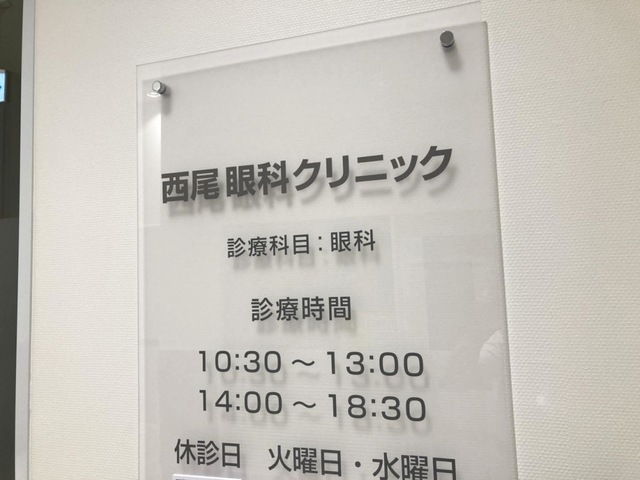 西尾眼科クリニック
診療科目：眼科
診療時間
10:30～13:00
14:00～18:30
休診日　火曜日・水曜日